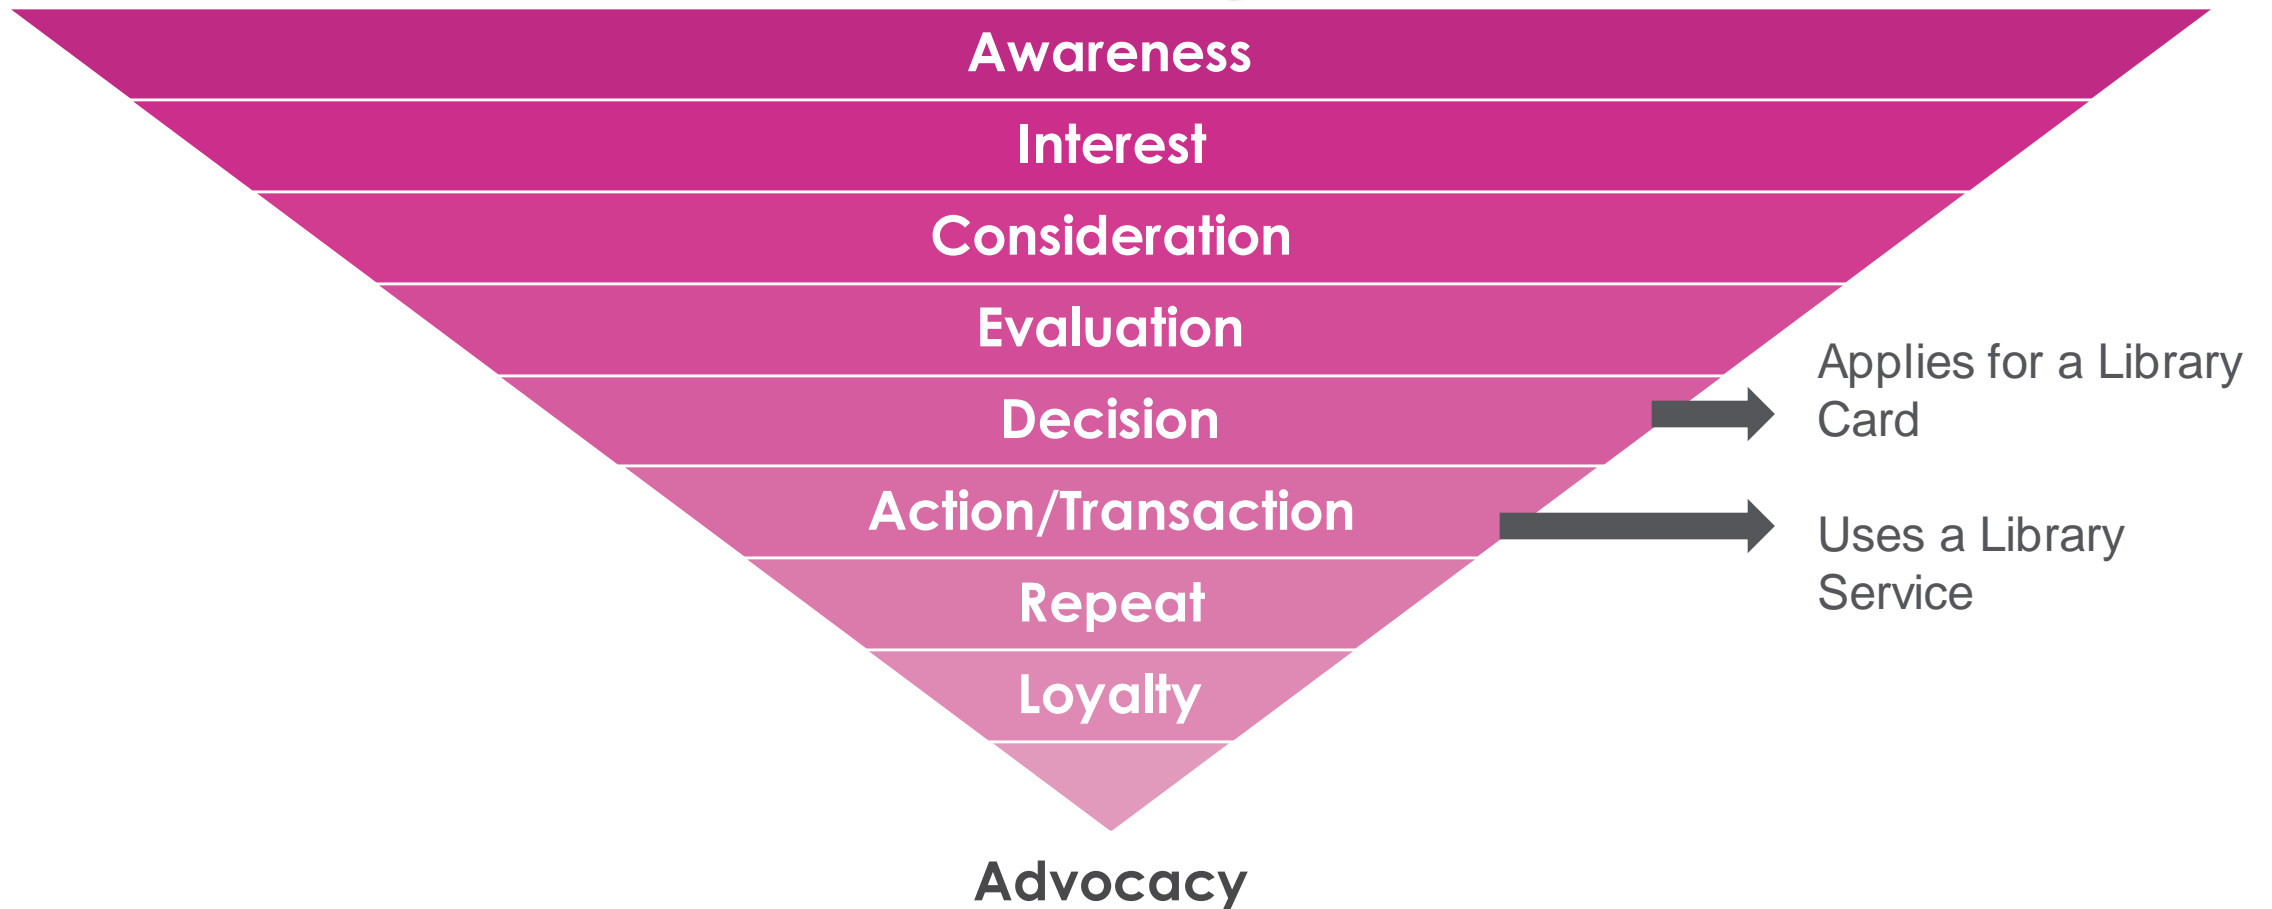 Awareness
Interest
Consideration
Evaluation
Decision
Applies for a Library
Card
Action/Transaction
Uses a Library
Service
Repeat
Loyalty
Advocacy